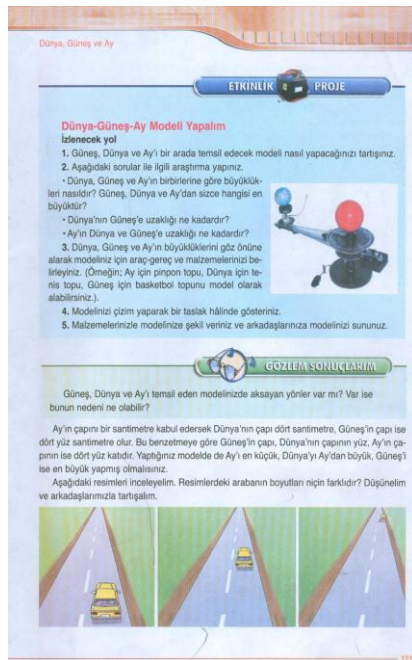 Dünya, Güneş ve Ay
ETKİNLİK PROJE
Dünya-Güneş-Ay Modeli Yapalım
İzlenecek yol
1. Güneş, Dünya ve Ay'ı bir arada temsil edecek modeli nasıl yapacağınızı tartışınız.
2. Aşağıdaki sorular ile ilgili araştırma yapınız.
• Dünya, Güneş ve Ay'ın birbirlerine göre büyüklük-
leri nasıldır? Güneş, Dünya ve Ay'dan sizce hangisi en
büyüktür?
• Dünya'nın Güneş'e uzaklığı ne kadardır?
• Ay'ın Dünya ve Güneş'e uzaklığı ne kadardır?
3. Dünya, Güneş ve Ay'ın büyüklüklerini göz önüne
alarak modeliniz için araç-gereç ve malzemelerinizi be-
lirleyiniz. (Örneğin; Ay için pinpon topu, Dünya için te-
nis topu, Güneş için basketbol topunu model olarak
alabilirsiniz.).
4. Modelinizi çizim yaparak bir taslak hâlinde gösteriniz.
5. Malzemelerinizle modelinize şekil veriniz ve arkadaşlarınıza modelinizi sununuz.
GÖZLEM SONUÇLARIM
Güneş, Dünya ve Ay'ı temsil eden modelinizde aksayan yönler var mı? Var ise
bunun nedeni ne olabilir?
Ay'ın çapını bir santimetre kabul edersek Dünya'nın çapı dört santimetre, Güneş'in çapı ise
dört yüz santimetre olur. Bu benzetmeye göre Güneş'in çapı, Dünya'nın çapının yüz, Ay'ın ça-
pının ise dört yüz katıdır. Yaptığınız modelde de Ay'ı en küçük, Dünya'yı Ay'dan büyük, Güneş'i
ise en büyük yapmış olmalısınız.
Aşağıdaki resimleri inceleyelim. Resimlerdeki arabanın boyutları niçin farklıdır? Düşünelim
ve arkadaşlarımızla tartışalım.